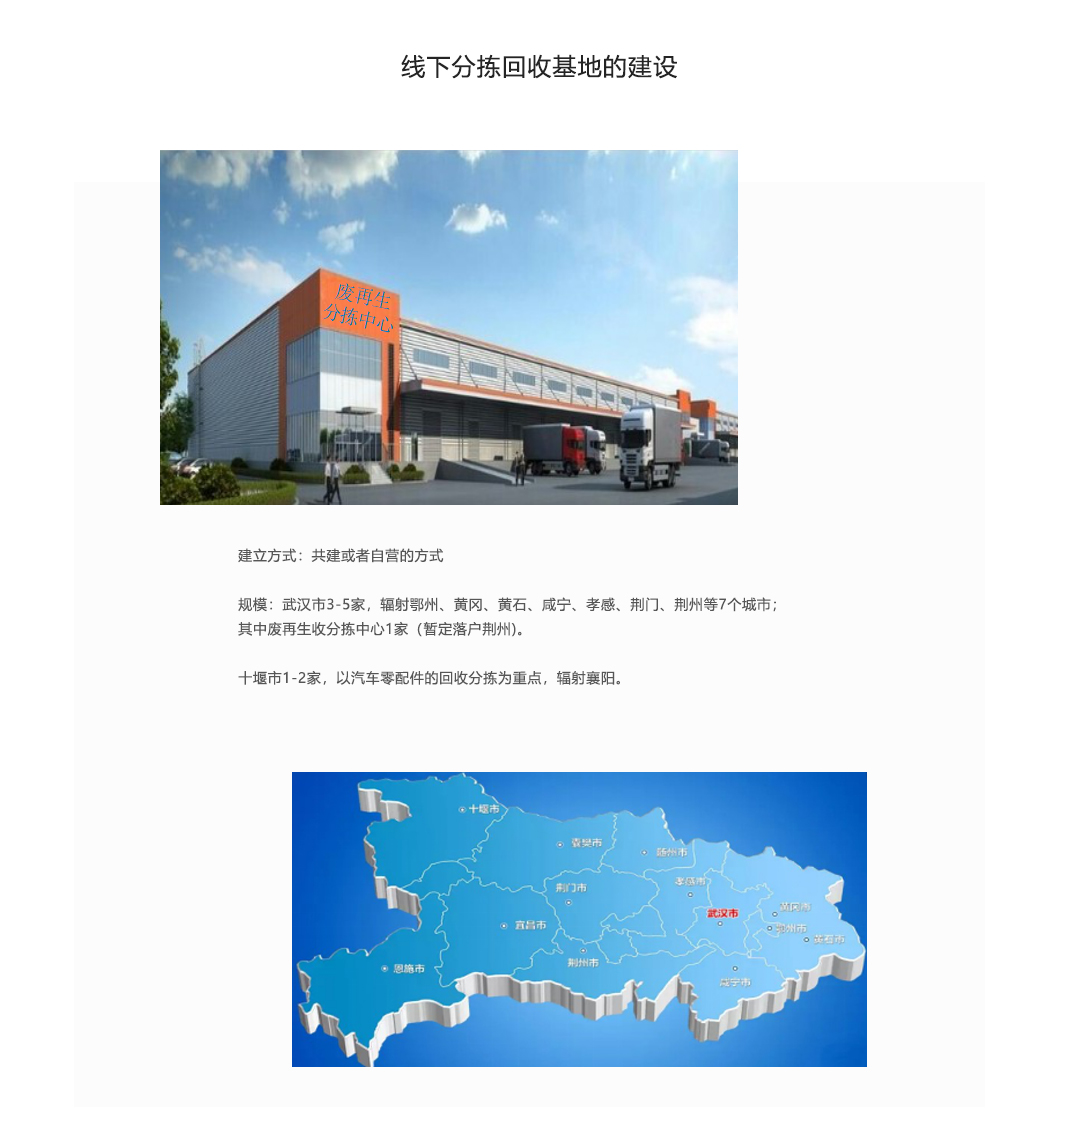 线下分拣回收基地的建设
废再生
分拣中心
建立方式：共建或者自营的方式
规模：武汉市3-5家，辐射鄂州、黄冈、黄石、咸宁、孝感、荆门、荆州等7个城市；
其中废再生收分拣中心1家（暂定落户荆州)。
十堰市1-2家，以汽车零配件的回收分拣为重点，辐射襄阳。
十堰市
襄樊市
随州市
孝感市
荆门市
武汉市
黄冈市
宜昌市
鄂州市
黄石市
恩施市
荆州市
咸宁市